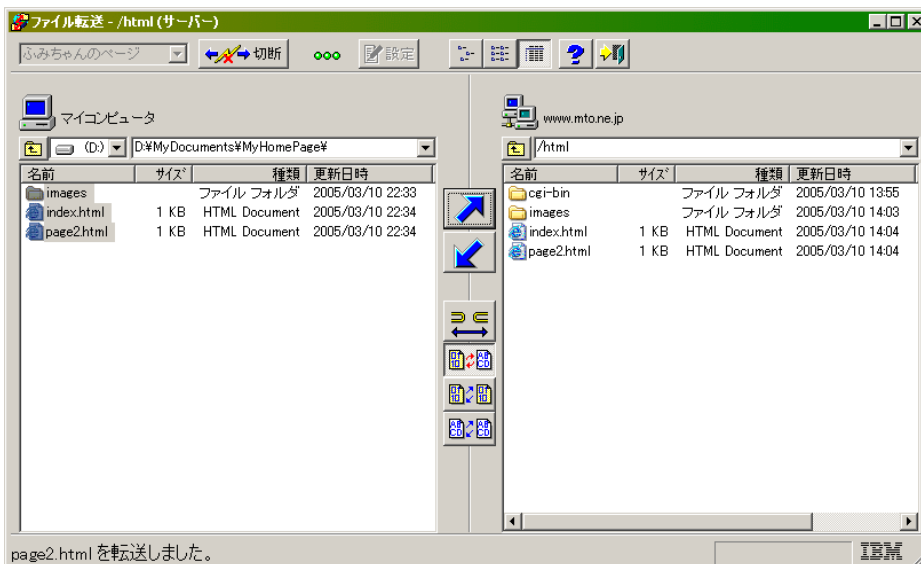 ファイル転送 - /html (サーバー)
ふみちゃんのページ 切断 設定
マイコンピュータ
(D:) D:¥MyDocuments¥MyHomePage¥
名前 サイズ 種類 更新日時
images ファイル フォルダ 2005/03/10 22:33
index.html 1 KB HTML Document 2005/03/10 22:34
page2.html 1 KB HTML Document 2005/03/10 22:34
www.mto.ne.jp
/html
名前 サイズ 種類 更新日時
cgi-bin ファイル フォルダ 2005/03/10 13:55
images ファイル フォルダ 2005/03/10 14:03
index.html 1 KB HTML Document 2005/03/10 14:04
page2.html 1 KB HTML Document 2005/03/10 14:04
page2.html を転送しました。
IBM